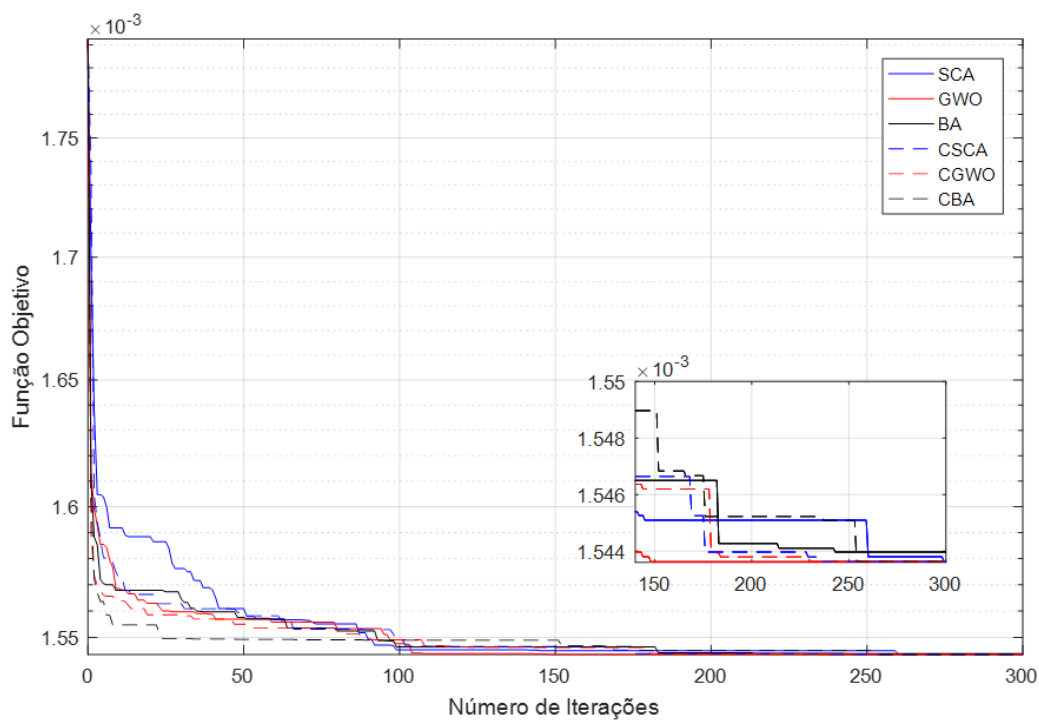 ×10⁻³
1.75
1.7
1.65
1.6
1.55
0
50
100
150
200
250
300
Função Objetivo
Número de Iterações
SCA
GWO
BA
CSCA
CGWO
CBA
×10⁻³
1.55
1.548
1.546
1.544
150
200
250
300